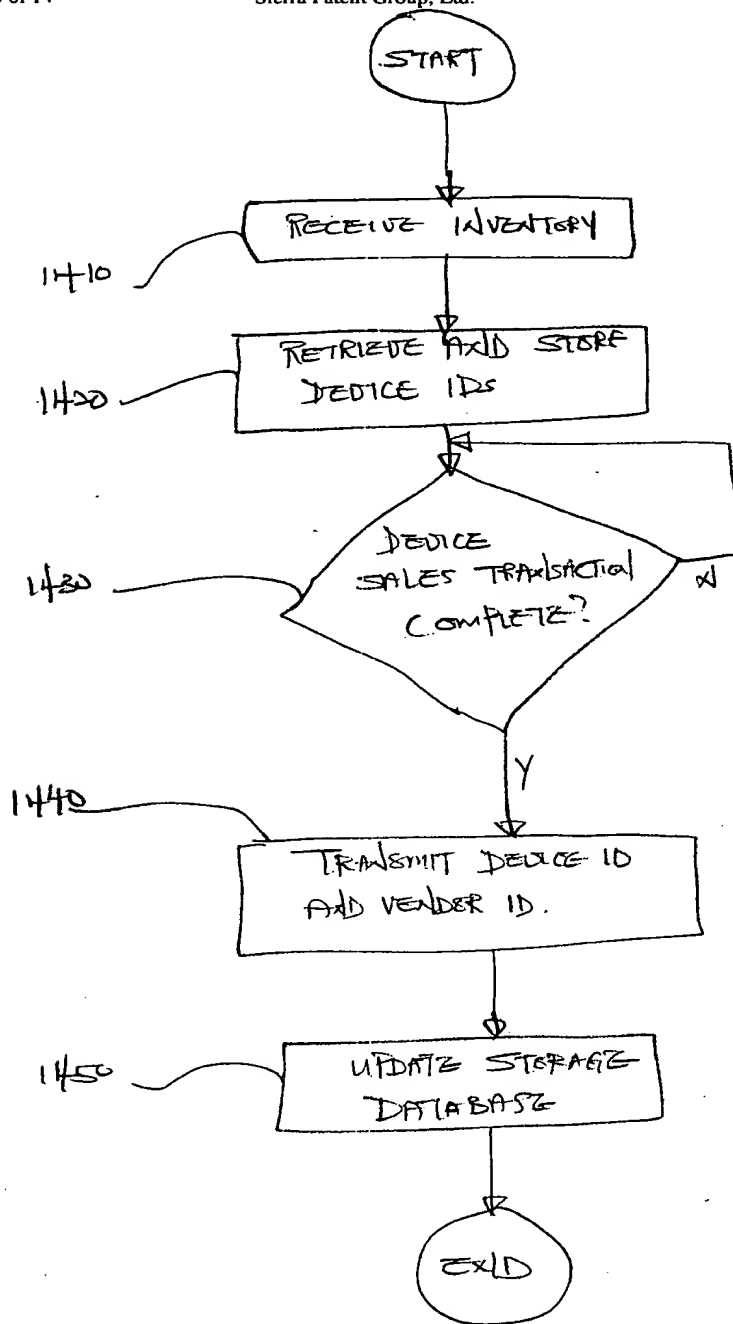 Sierra Patent Group, Ltd.
START
RECEIVE INVENTORY
1410
RETRIEVE AND STORE
DEVICE IDs
1420
DEVICE
SALES TRANSACTION
COMPLETE?
N
1430
Y
1440
TRANSMIT DEVICE ID
AND VENDER ID.
UPDATE STORAGE
DATABASE
1450
END